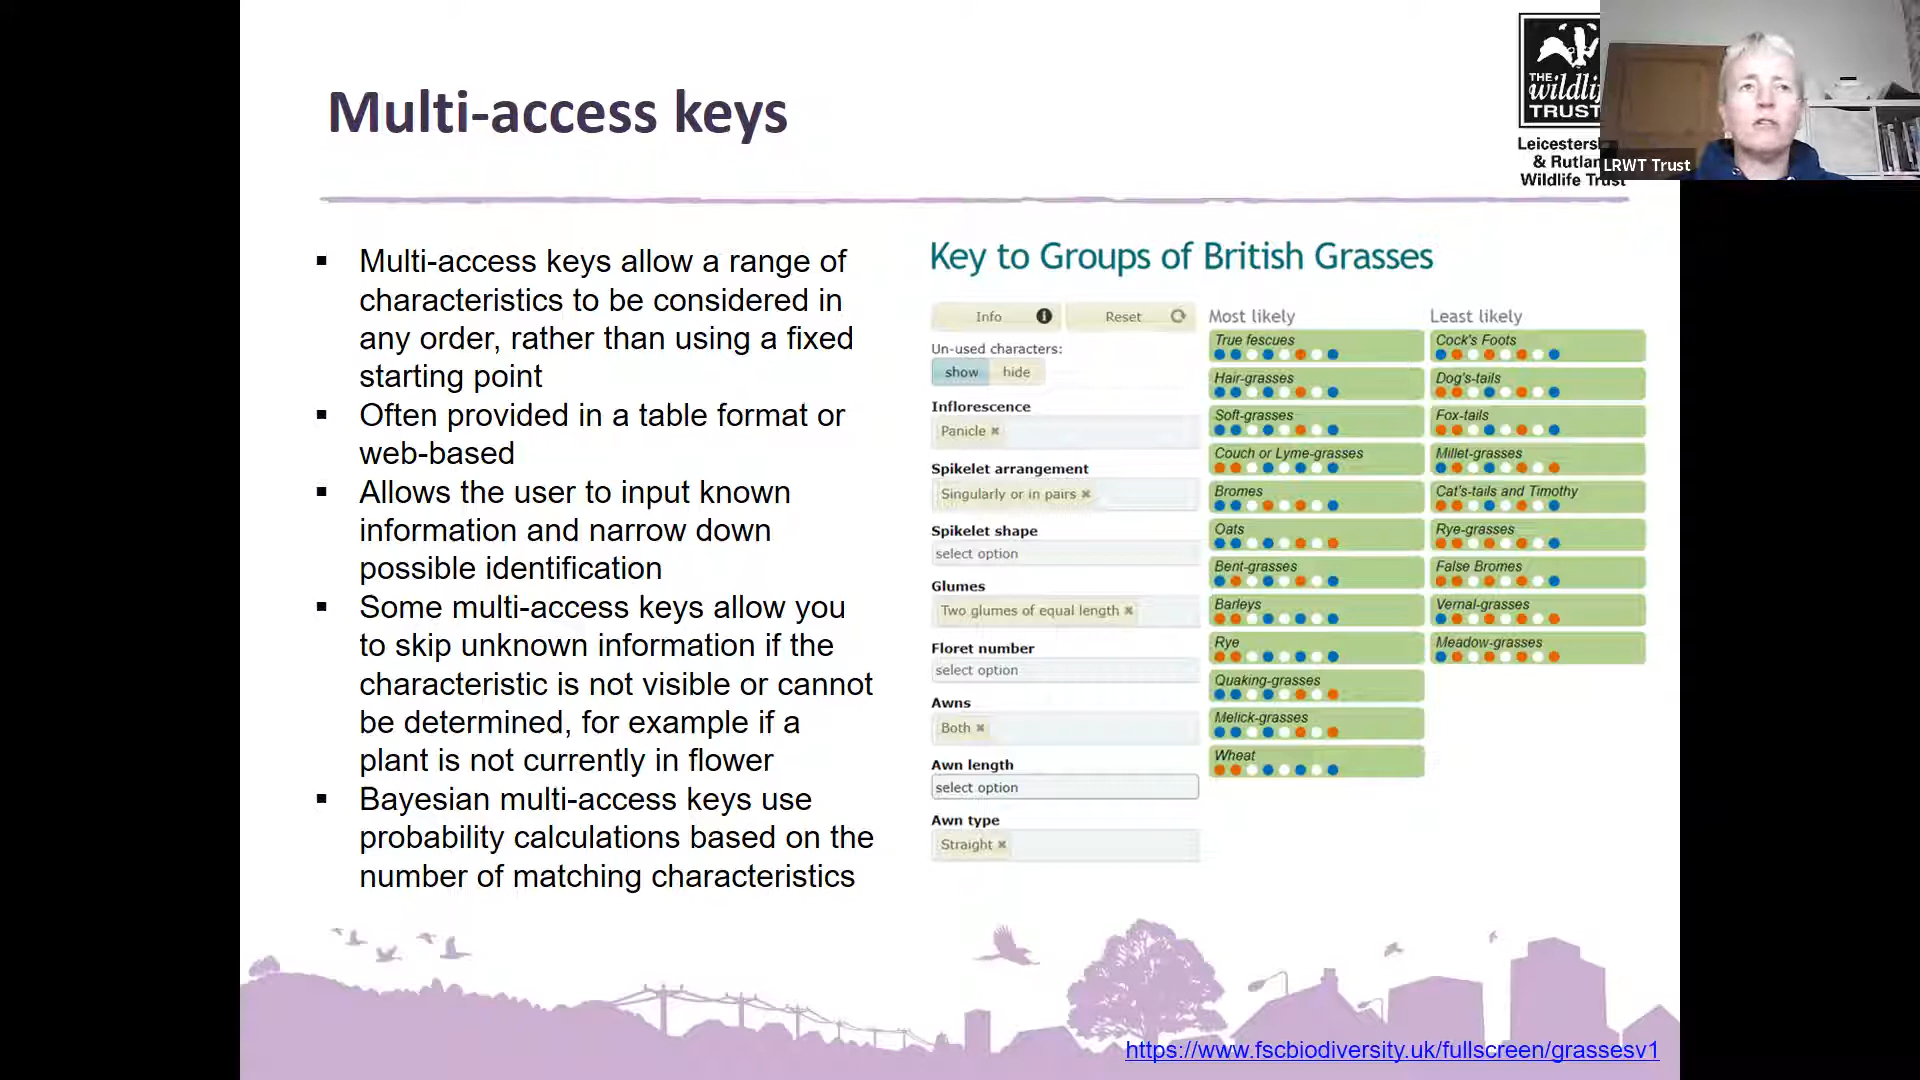 Multi-access keys
THE
wildli
TRUST
Leicesters
& Rutlan
Wildlife Trust
LRWT Trust
▪ Multi-access keys allow a range of
characteristics to be considered in
any order, rather than using a fixed
starting point
▪ Often provided in a table format or
web-based
▪ Allows the user to input known
information and narrow down
possible identification
▪ Some multi-access keys allow you
to skip unknown information if the
characteristic is not visible or cannot
be determined, for example if a
plant is not currently in flower
▪ Bayesian multi-access keys use
probability calculations based on the
number of matching characteristics
Key to Groups of British Grasses
Info
Reset
Un-used characters:
show hide
Inflorescence
Panicle ×
Spikelet arrangement
Singularly or in pairs ×
Spikelet shape
select option
Glumes
Two glumes of equal length ×
Floret number
select option
Awns
Both ×
Awn length
select option
Awn type
Straight ×
Most likely
True fescues
Hair-grasses
Soft-grasses
Couch or Lyme-grasses
Bromes
Oats
Bent-grasses
Barleys
Rye
Quaking-grasses
Melick-grasses
Wheat
Least likely
Cock's Foots
Dog's-tails
Fox-tails
Millet-grasses
Cat's-tails and Timothy
Rye-grasses
False Bromes
Vernal-grasses
Meadow-grasses
https://www.fscbiodiversity.uk/fullscreen/grassesv1